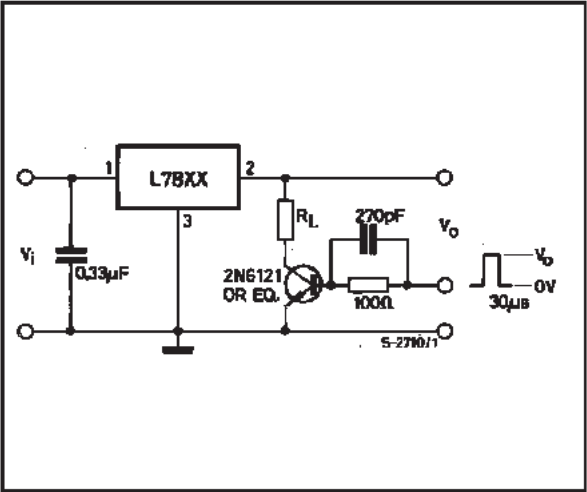 1
L78XX
2
3
RL
270pF
Vo
Vi
0.33µF
2N6121
OR EQ.
100Ω
Vo
0V
30µs
S-2710/1